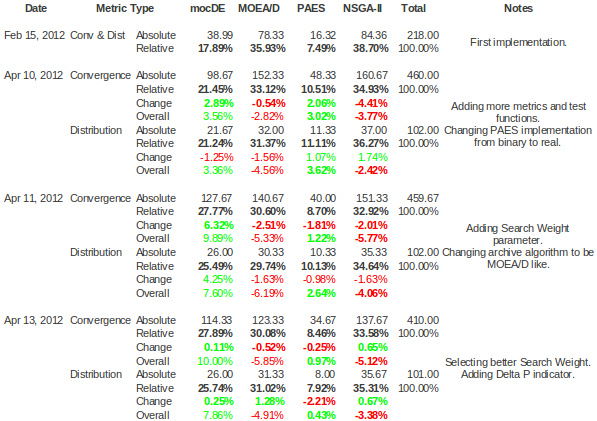 Date Metric Type mocDE MOEA/D PAES NSGA-II Total Notes
Feb 15, 2012 Conv & Dist Absolute 38.99 78.33 16.32 84.36 218.00
Relative 17.89% 35.93% 7.49% 38.70% 100.00%
First implementation.
Apr 10, 2012 Convergence Absolute 98.67 152.33 48.33 160.67 460.00
Relative 21.45% 33.12% 10.51% 34.93% 100.00%
Change 2.89% -0.54% 2.06% -4.41%
Overall 3.56% -2.82% 3.02% -3.77%
Distribution Absolute 21.67 32.00 11.33 37.00 102.00
Relative 21.24% 31.37% 11.11% 36.27% 100.00%
Change -1.25% -1.56% 1.07% 1.74%
Overall 3.36% -4.56% 3.62% -2.42%
Adding more metrics and test
functions.
Changing PAES implementation
from binary to real.
Apr 11, 2012 Convergence Absolute 127.67 140.67 40.00 151.33 459.67
Relative 27.77% 30.60% 8.70% 32.92% 100.00%
Change 6.32% -2.51% -1.81% -2.01%
Overall 9.89% -5.33% 1.22% -5.77%
Distribution Absolute 26.00 30.33 10.33 35.33 102.00
Relative 25.49% 29.74% 10.13% 34.64% 100.00%
Change 4.25% -1.63% -0.98% -1.63%
Overall 7.60% -6.19% 2.64% -4.06%
Adding Search Weight
parameter.
Changing archive algorithm to be
MOEA/D like.
Apr 13, 2012 Convergence Absolute 114.33 123.33 34.67 137.67 410.00
Relative 27.89% 30.08% 8.46% 33.58% 100.00%
Change 0.11% -0.52% -0.25% 0.65%
Overall 10.00% -5.85% 0.97% -5.12%
Distribution Absolute 26.00 31.33 8.00 35.67 101.00
Relative 25.74% 31.02% 7.92% 35.31% 100.00%
Change 0.25% 1.28% -2.21% 0.67%
Overall 7.86% -4.91% 0.43% -3.38%
Selecting better Search Weight.
Adding Delta P indicator.